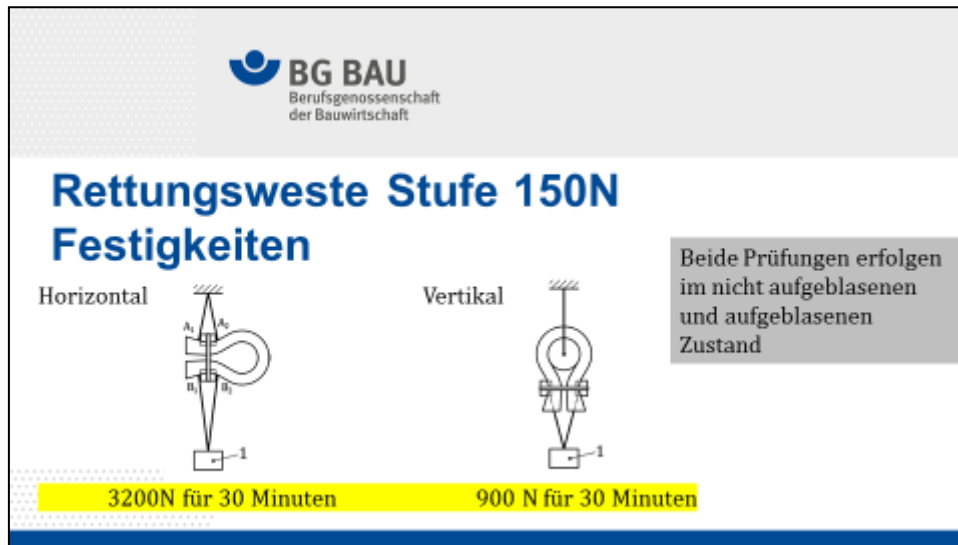 BG BAU
Berufsgenossenschaft
der Bauwirtschaft
Rettungsweste Stufe 150N
Festigkeiten
Beide Prüfungen erfolgen
im nicht aufgeblasenen
und aufgeblasenen
Zustand
Horizontal
A₁ A₂
B₁ B₂
1
Vertikal
1
3200N für 30 Minuten
900 N für 30 Minuten